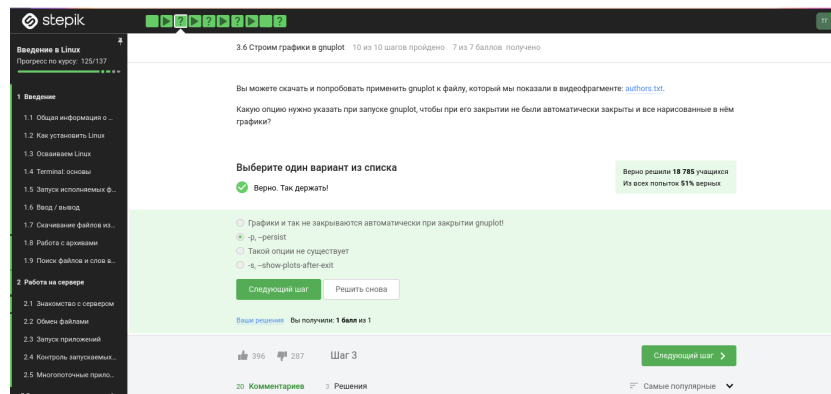 stepik
Введение в Linux
Прогресс по курсу: 125/137
1 Введение
1.1 Общая информация о ...
1.2 Как установить Linux
1.3 Осваиваем Linux
1.4 Terminal: основы
1.5 Запуск исполняемых ф...
1.6 Ввод / вывод
1.7 Скачивание файлов из...
1.8 Работа с архивами
1.9 Поиск файлов и слов в...
2 Работа на сервере
2.1 Знакомство с сервером
2.2 Обмен файлами
2.3 Запуск приложений
2.4 Контроль запускаемых...
2.5 Многопоточные прило...
3.6 Строим графики в gnuplot 10 из 10 шагов пройдено 7 из 7 баллов получено
Вы можете скачать и попробовать применить gnuplot к файлу, который мы показали в видеофрагменте: authors.txt.
Какую опцию нужно указать при запуске gnuplot, чтобы при его закрытии не были автоматически закрыты и все нарисованные в нём
графики?
Выберите один вариант из списка
Верно. Так держать!
Верно решили 18 785 учащихся
Из всех попыток 51% верных
Графики и так не закрываются автоматически при закрытии gnuplot!
-p, --persist
Такой опции не существует
-s, --show-plots-after-exit
Следующий шаг Решить снова
Ваши решения Вы получили: 1 балл из 1
396 287 Шаг 3 Следующий шаг
20 Комментариев 3 Решения Самые популярные